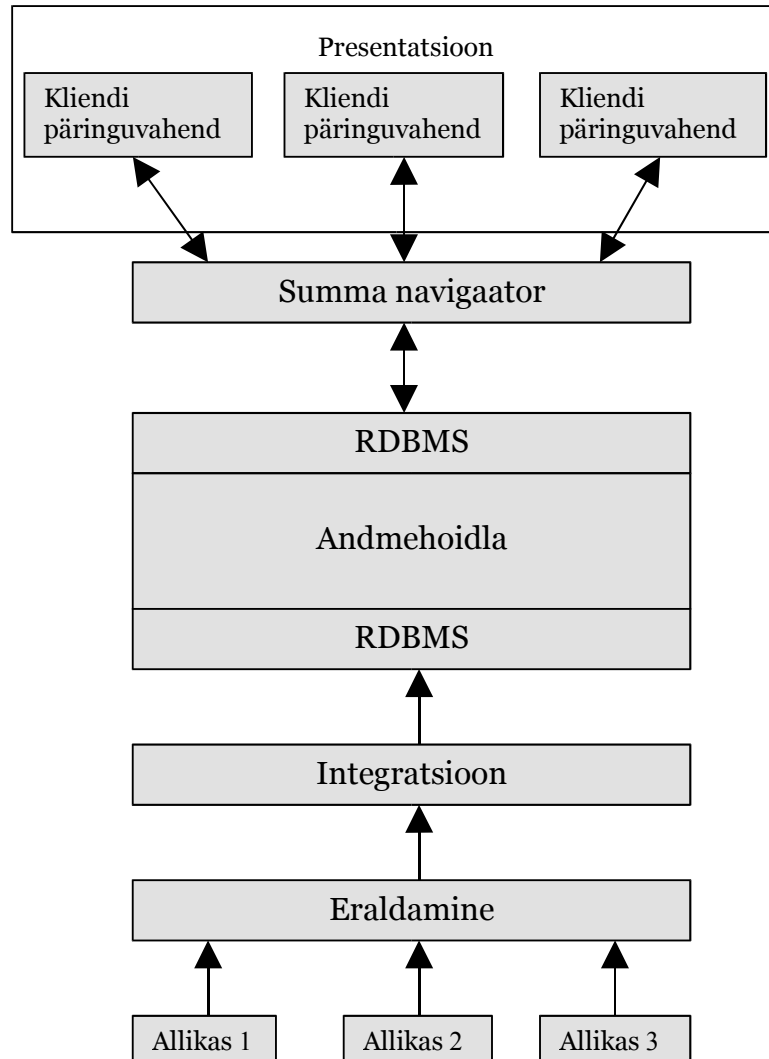 Presentatsioon
Kliendi
päringuvahend
Kliendi
päringuvahend
Kliendi
päringuvahend
Summa navigaator
RDBMS
Andmehoidla
RDBMS
Integratsioon
Eraldamine
Allikas 1
Allikas 2
Allikas 3